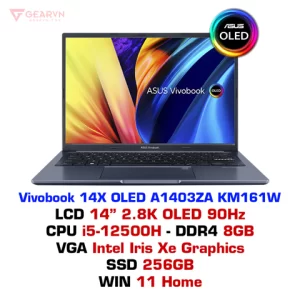 GEARVN
ASUS
OLED
ASUS Vivobook
Vivobook 14X OLED A1403ZA KM161W
LCD 14” 2.8K OLED 90Hz
CPU i5-12500H - DDR4 8GB
VGA Intel Iris Xe Graphics
SSD 256GB
WIN 11 Home